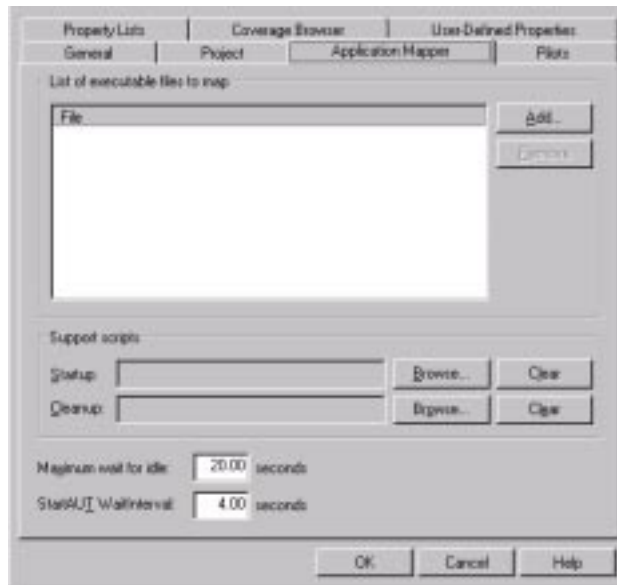 Property Lists Coverage Browser User-Defined Properties
General Project Application Mapper Pilots
List of executable files to map
File
Add...
Remove
Support scripts
Startup: Browse... Clear
Cleanup: Browse... Clear
Maximum wait for idle: 20.00 seconds
StartAUT WaitInterval: 4.00 seconds
OK Cancel Help